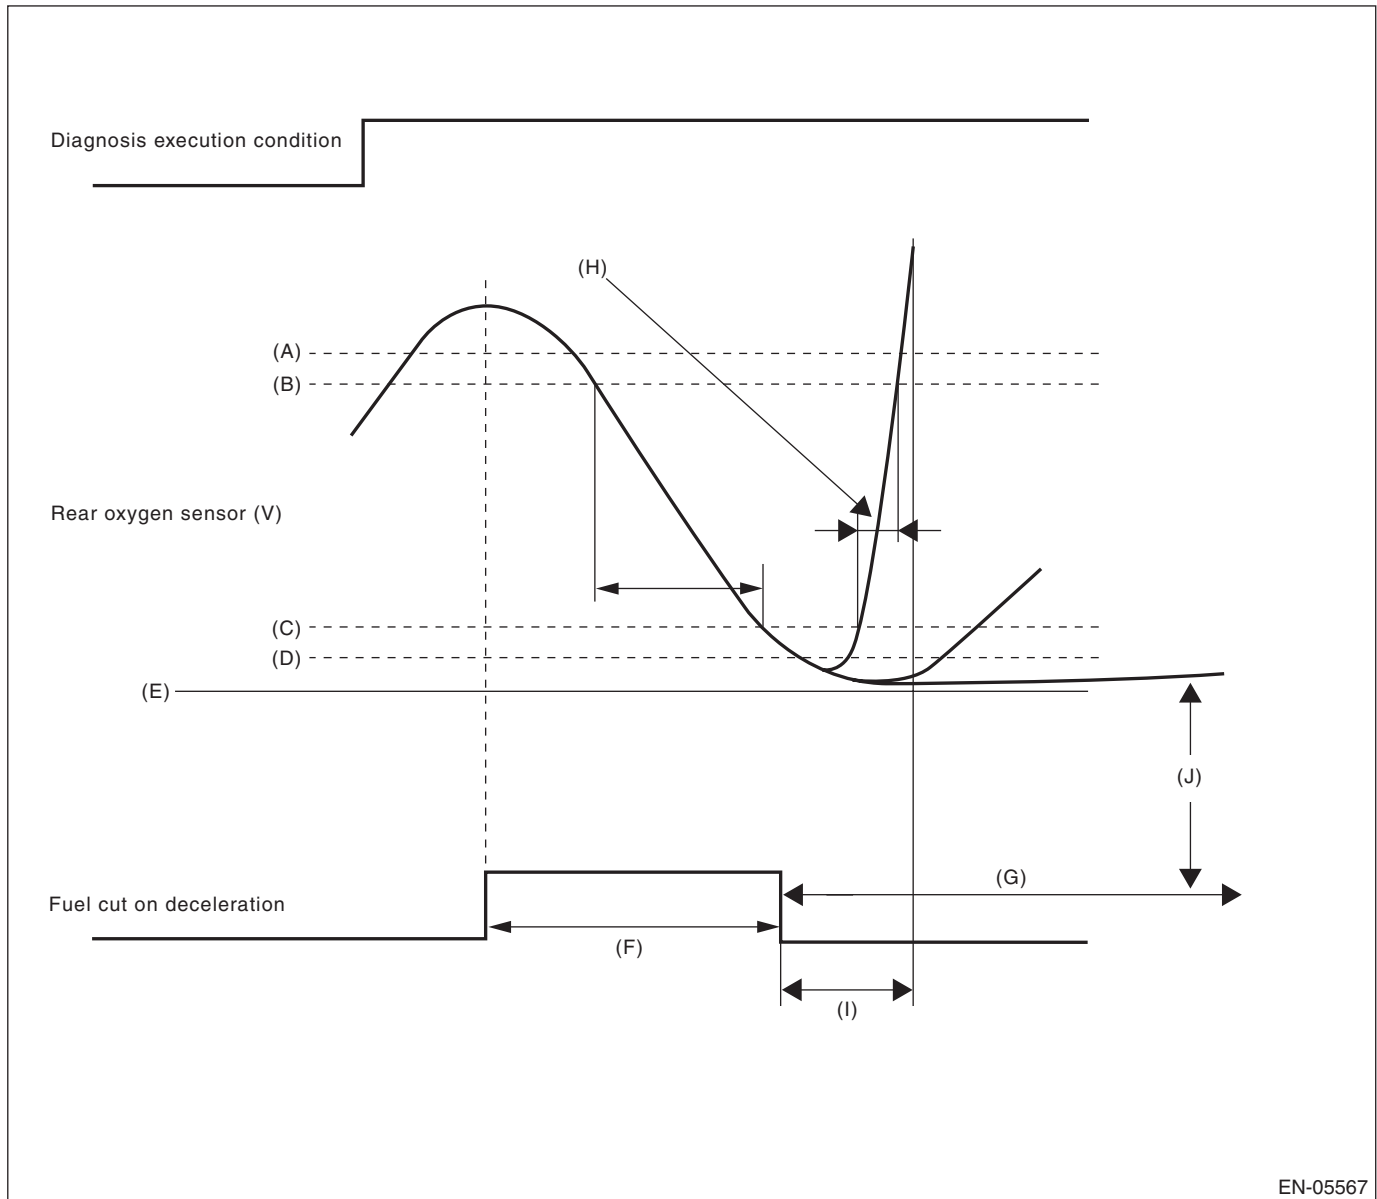 Diagnosis execution condition
(H)
(A)
(B)
Rear oxygen sensor (V)
(C)
(D)
(E)
(J)
(G)
Fuel cut on deceleration
(F)
(I)
EN-05567